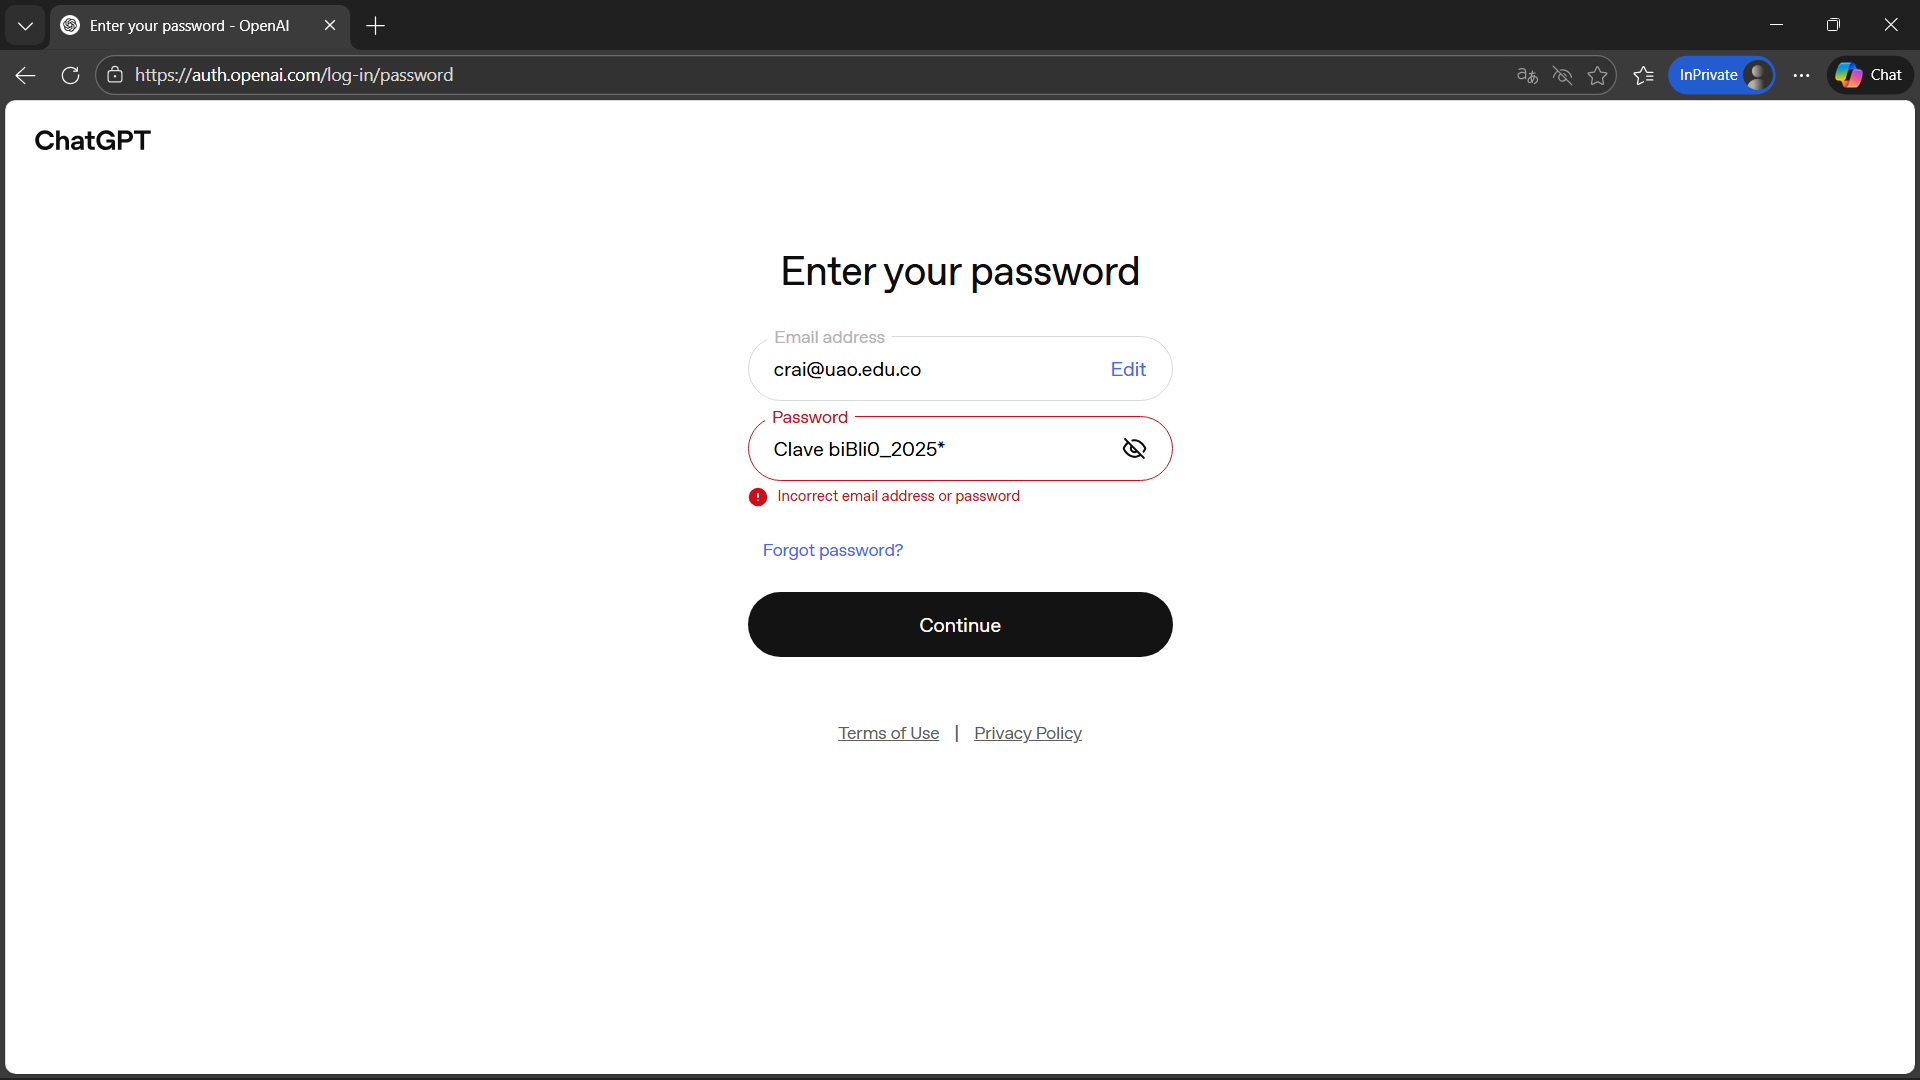 Enter your password - OpenAI
https://auth.openai.com/log-in/password
InPrivate
Chat
ChatGPT
Enter your password
Email address
crai@uao.edu.co
Edit
Password
Clave biBli0_2025*
Incorrect email address or password
Forgot password?
Continue
Terms of Use | Privacy Policy